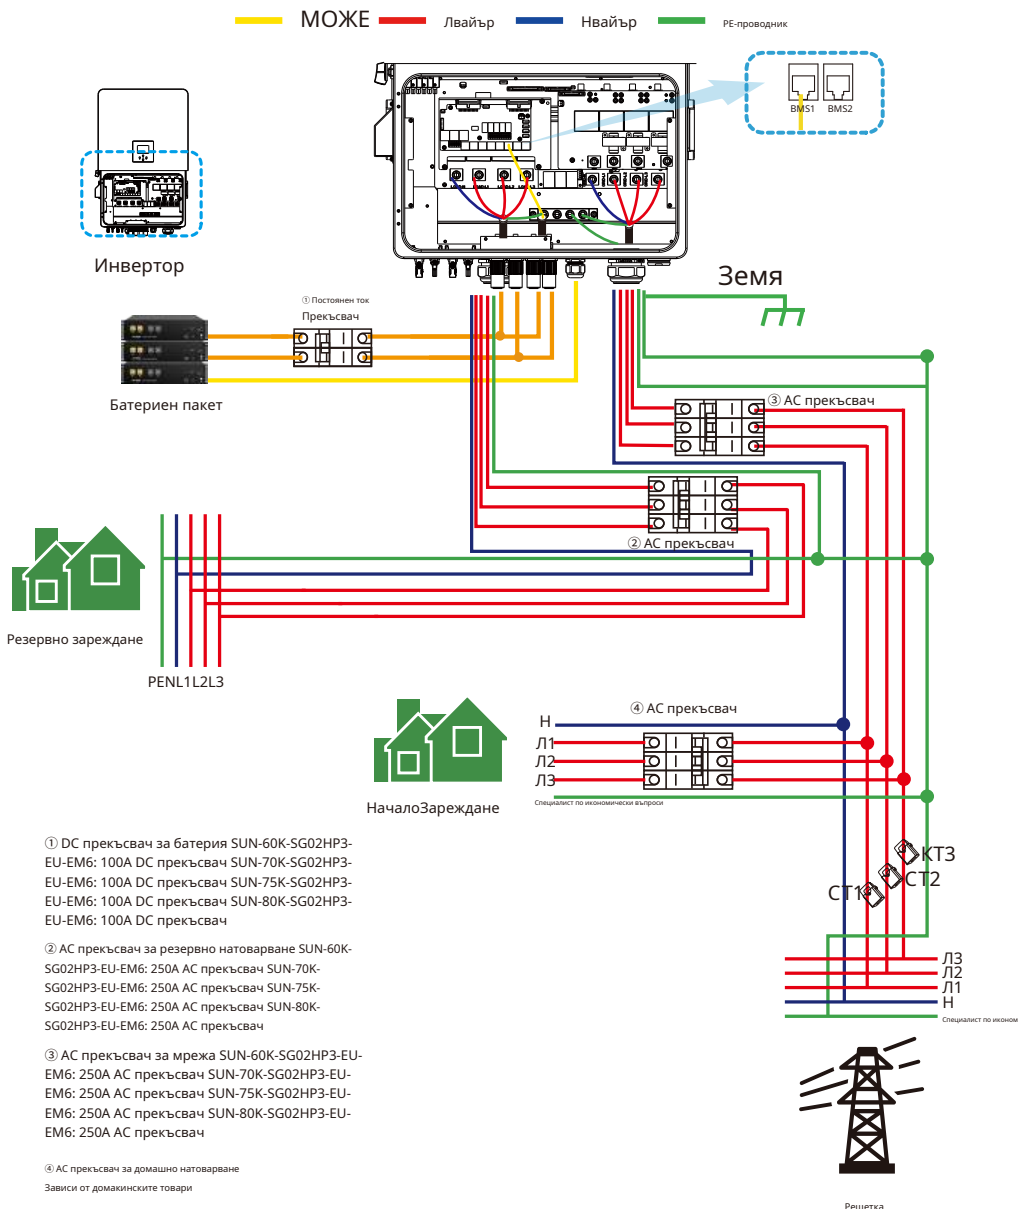 МОЖЕ Лвайър Нвайър PE-проводник
BMS1 BMS2
Инвертор
Земя
① Постоянен ток
Прекъсвач
Батериен пакет
③ АС прекъсвач
② АС прекъсвач
Резервно зареждане
PENL1L2L3
④ АС прекъсвач
Н
Л1
Л2
Л3
Специалист по икономически въпроси
НачалоЗареждане
① DC прекъсвач за батерия SUN-60K-SG02HP3-
EU-EM6: 100A DC прекъсвач SUN-70K-SG02HP3-
EU-EM6: 100A DC прекъсвач SUN-75K-SG02HP3-
EU-EM6: 100A DC прекъсвач SUN-80K-SG02HP3-
EU-EM6: 100A DC прекъсвач
КТ3
СТ2
СТ1
② АС прекъсвач за резервно натоварване SUN-60K-
SG02HP3-EU-EM6: 250A AC прекъсвач SUN-70K-
SG02HP3-EU-EM6: 250A AC прекъсвач SUN-75K-
SG02HP3-EU-EM6: 250A AC прекъсвач SUN-80K-
SG02HP3-EU-EM6: 250A AC прекъсвач
Л3
Л2
Л1
Н
Специалист по иконом
③ АС прекъсвач за мрежа SUN-60K-SG02HP3-EU-
EM6: 250A AC прекъсвач SUN-70K-SG02HP3-EU-
EM6: 250A AC прекъсвач SUN-75K-SG02HP3-EU-
EM6: 250A AC прекъсвач SUN-80K-SG02HP3-EU-
EM6: 250A AC прекъсвач
④ АС прекъсвач за домашно натоварване
Зависи от домакинските товари
Решетка